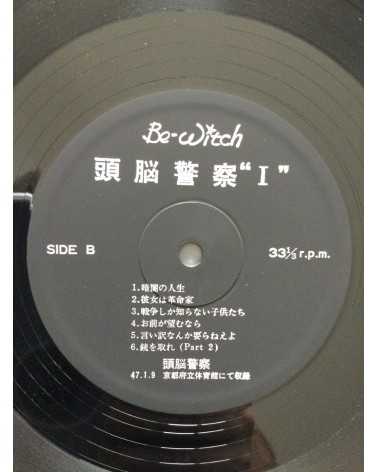 Be-Witch
頭脳警察“I”
SIDE B
33⅓ r.p.m.
1.暗闇の人生
2.彼女は革命家
3.戦争しか知らない子供たち
4.お前が望むなら
5.言い訳なんか要らねえよ
6.銃を取れ (Part 2)
頭脳警察
47.1.9 京都府立体育館にて収録